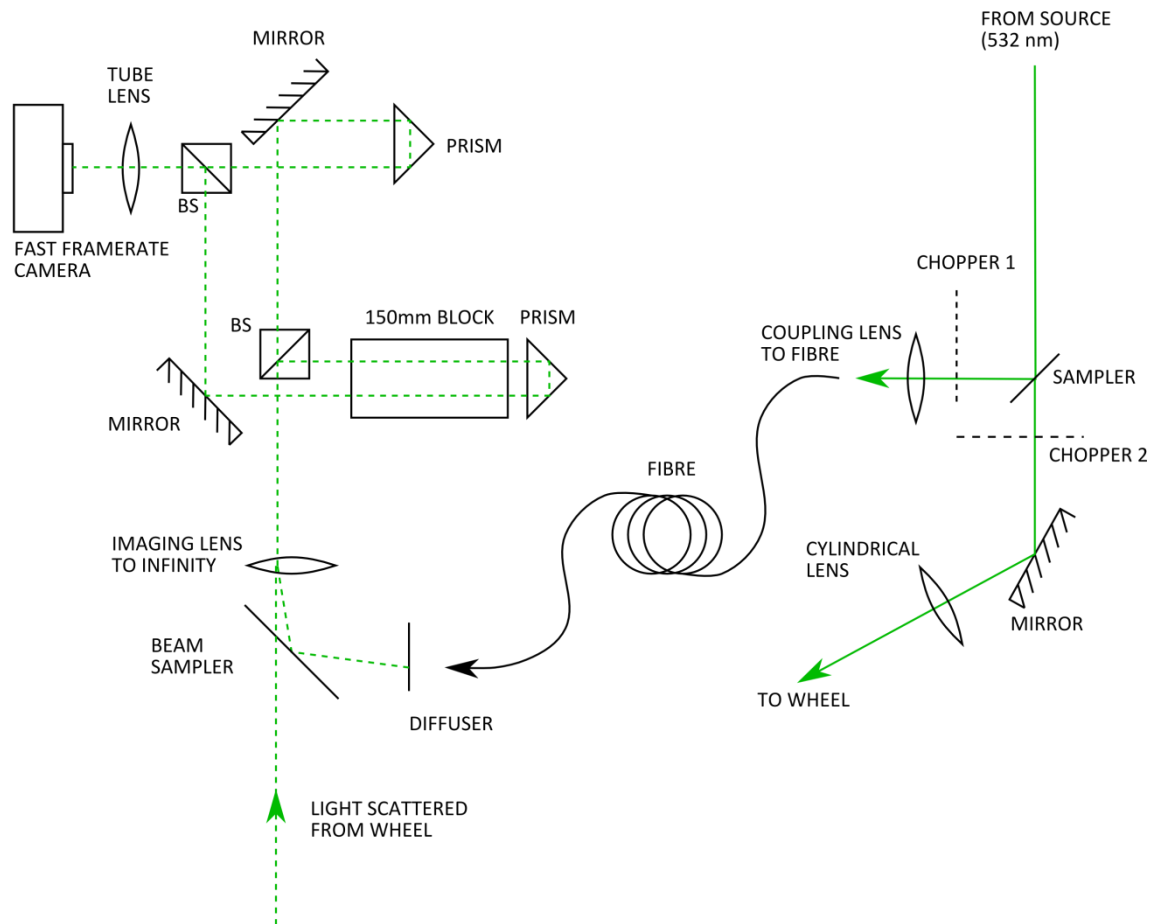 FROM SOURCE
(532 nm)
MIRROR
TUBE
LENS
PRISM
BS
FAST FRAMERATE
CAMERA
CHOPPER 1
BS
150mm BLOCK
PRISM
COUPLING LENS
TO FIBRE
SAMPLER
MIRROR
CHOPPER 2
FIBRE
IMAGING LENS
TO INFINITY
CYLINDRICAL
LENS
MIRROR
BEAM
SAMPLER
TO WHEEL
DIFFUSER
LIGHT SCATTERED
FROM WHEEL